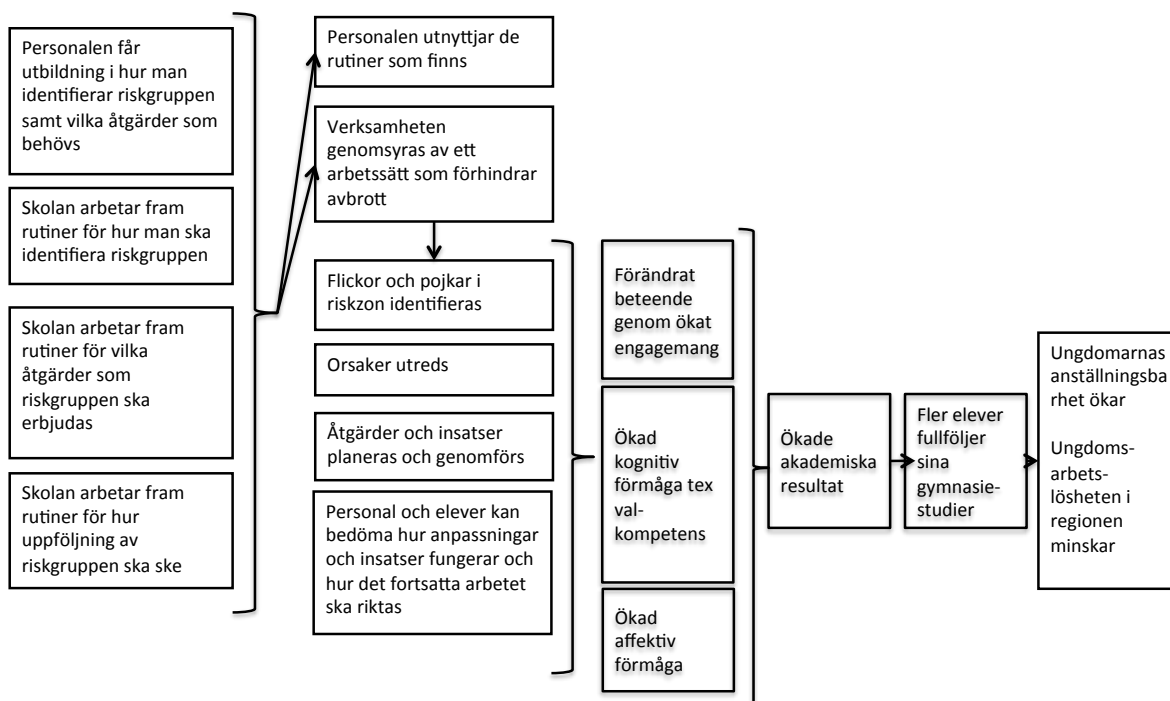 Personalen får
utbildning i hur man
identifierar riskgruppen
samt vilka åtgärder som
behövs
Skolan arbetar fram
rutiner för hur man ska
identifiera riskgruppen
Skolan arbetar fram
rutiner för vilka
åtgärder som
riskgruppen ska
erbjudas
Skolan arbetar fram
rutiner för hur
uppföljning av
riskgruppen ska ske
Personalen utnyttjar de
rutiner som finns
Verksamheten
genomsyras av ett
arbetssätt som förhindrar
avbrott
Flickor och pojkar i
riskzon identifieras
Orsaker utreds
Åtgärder och insatser
planeras och genomförs
Personal och elever kan
bedöma hur anpassningar
och insatser fungerar och
hur det fortsatta arbetet
ska riktas
Förändrat
beteende
genom ökat
engagemang
Ökad
kognitiv
förmåga tex
val-
kompetens
Ökad
affektiv
förmåga
Ökade
akademiska
resultat
Fler elever
fullföljer
sina
gymnasie-
studier
Ungdomarnas
anställningsba
rhet ökar
Ungdoms-
arbets-
lösheten i
regionen
minskar